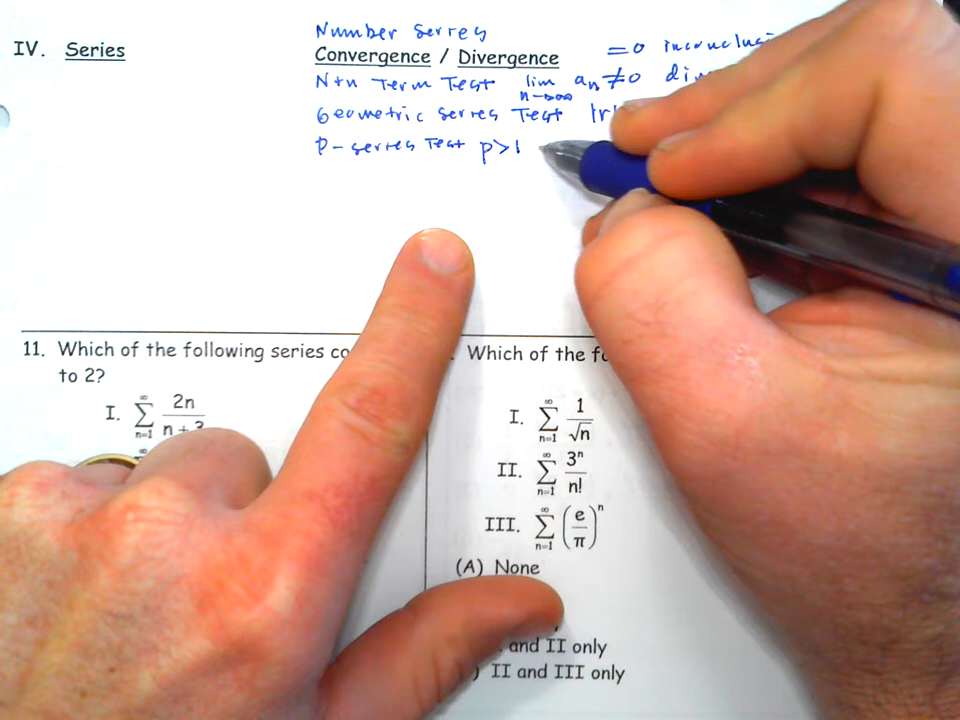 Number Series
IV. Series
Convergence / Divergence
= 0 inconclusi
Nth Term Test lim n→∞ an ≠ 0 di
Geometric Series Test |r|
P-series Test p>1
11. Which of the following series co
to 2?
I. ∞ Σ n=1 2n / n + 3
Which of the fo
I. ∞ Σ n=1 1 / √n
II. ∞ Σ n=1 3ⁿ / n!
III. ∞ Σ n=1 (e / π)ⁿ
(A) None
and II only
) II and III only